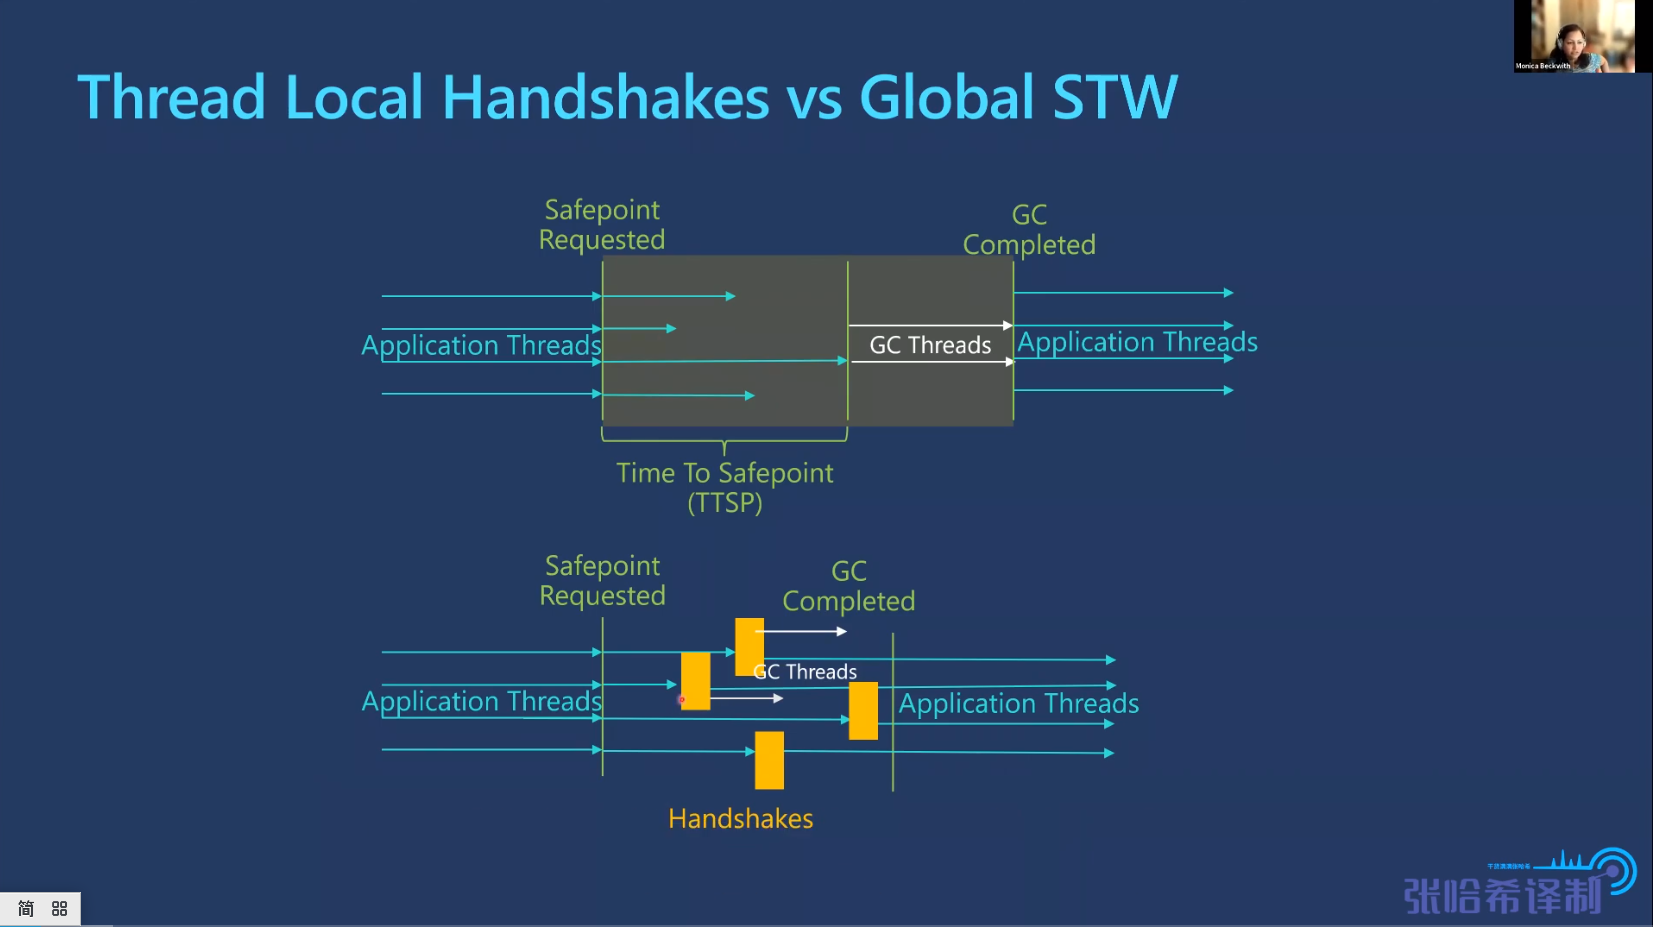 Monica Beckwith
Thread Local Handshakes vs Global STW
Safepoint
Requested
GC
Completed
Application Threads
GC Threads
Application Threads
Time To Safepoint
(TTSP)
Safepoint
Requested
GC
Completed
GC Threads
Application Threads
Application Threads
Handshakes
张哈希译制
简